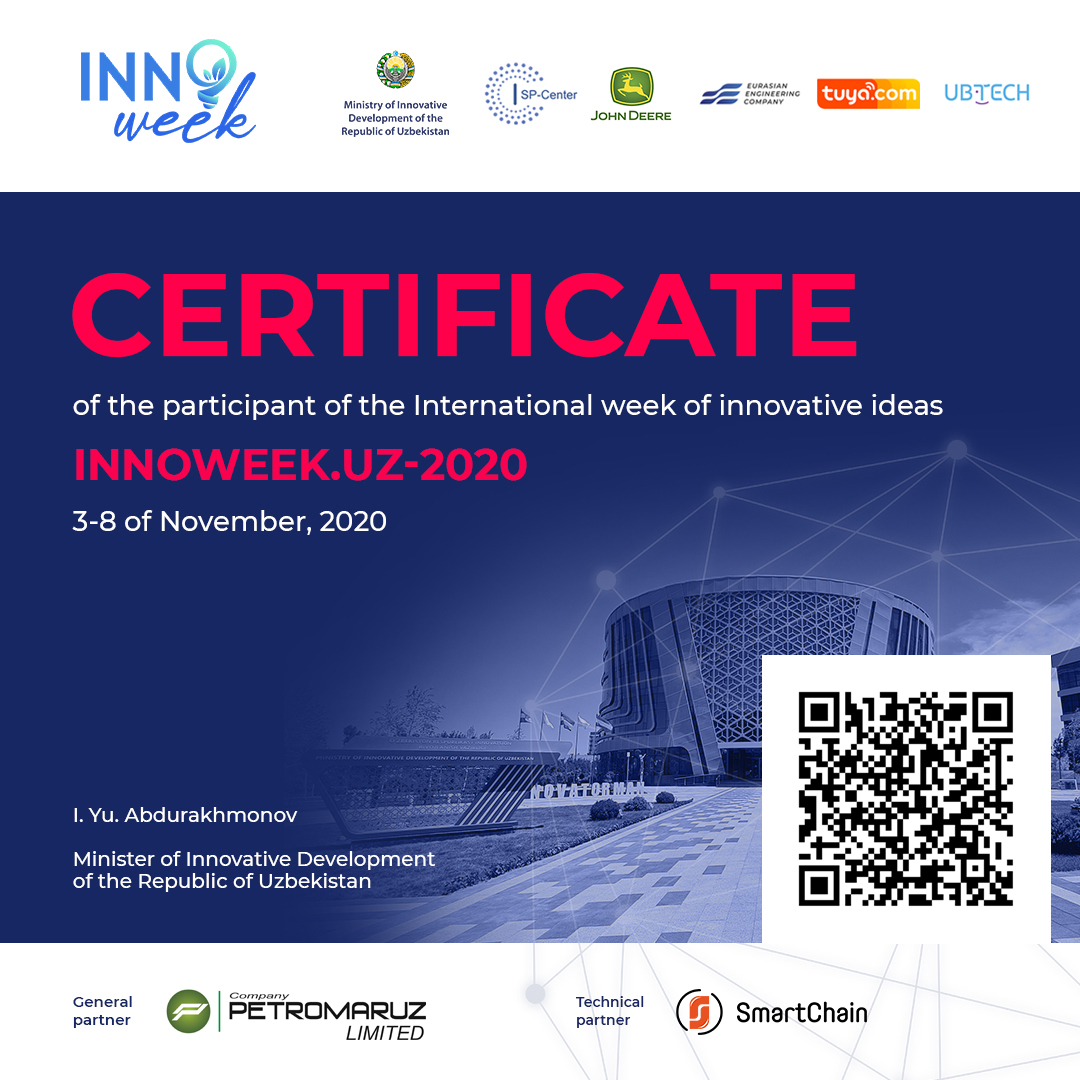 INNO
week
Ministry of Innovative
Development of the
Republic of Uzbekistan
SP-Center
JOHN DEERE
EURASIAN
ENGINEERING
COMPANY
tuya.com
UBTECH
CERTIFICATE
of the participant of the International week of innovative ideas
INNOWEEK.UZ-2020
3-8 of November, 2020
MINISTRY OF INNOVATIVE DEVELOPMENT OF THE REPUBLIC OF UZBEKISTAN
NOVATORMAN
I. Yu. Abdurakhmonov
Minister of Innovative Development
of the Republic of Uzbekistan
General
partner
Company
PETROMARUZ
LIMITED
Technical
partner
SmartChain